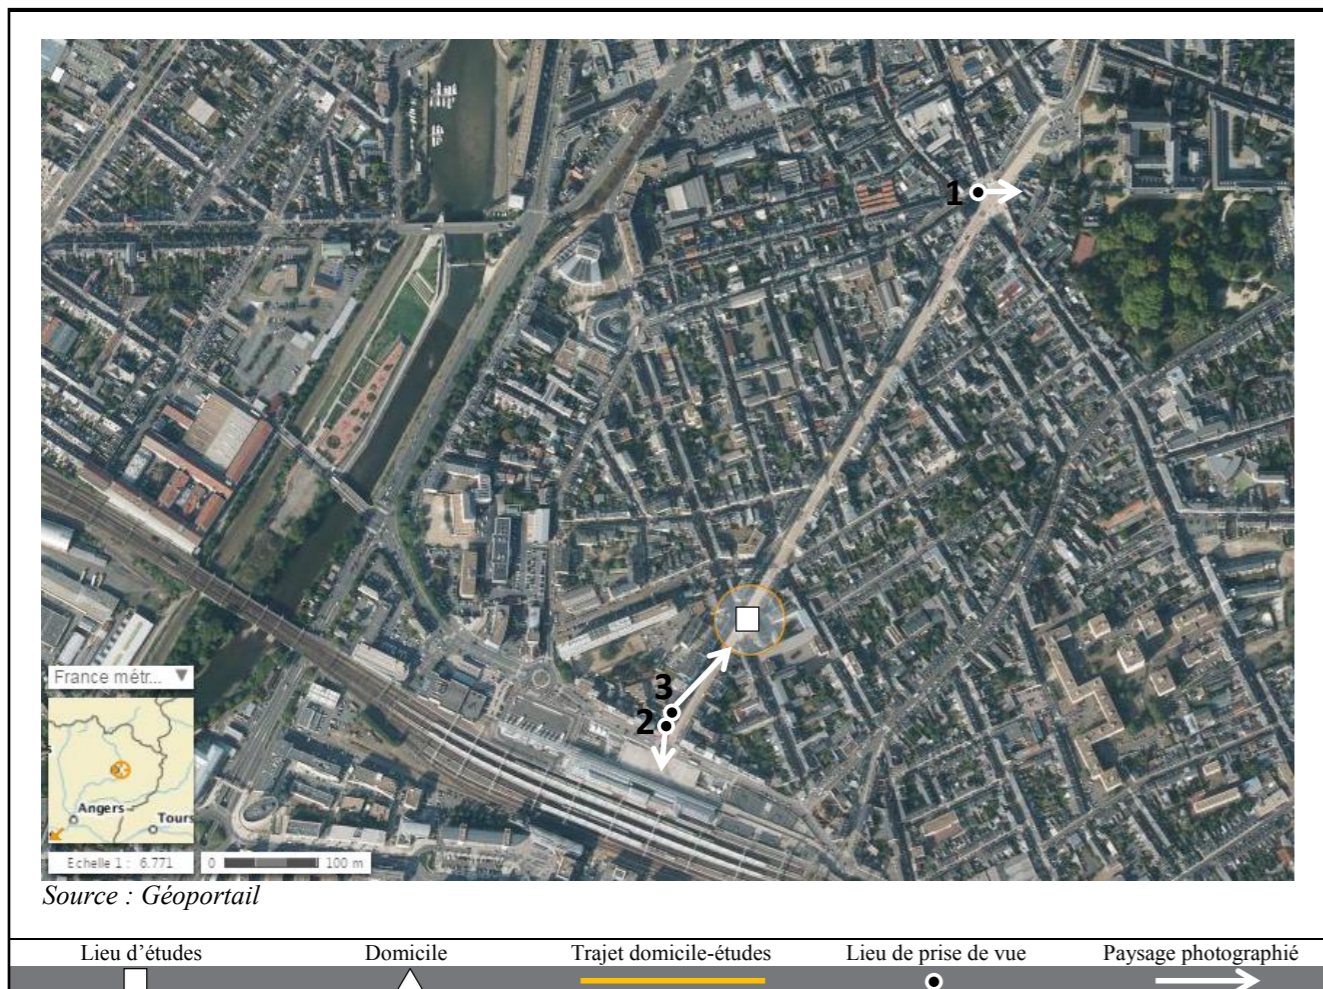 1
3
2
France métr... ▼
Angers
Tours
Echelle 1 : 6.771
0 100 m
Source : Géoportail
Lieu d'études
Domicile
Trajet domicile-études
Lieu de prise de vue
Paysage photographié